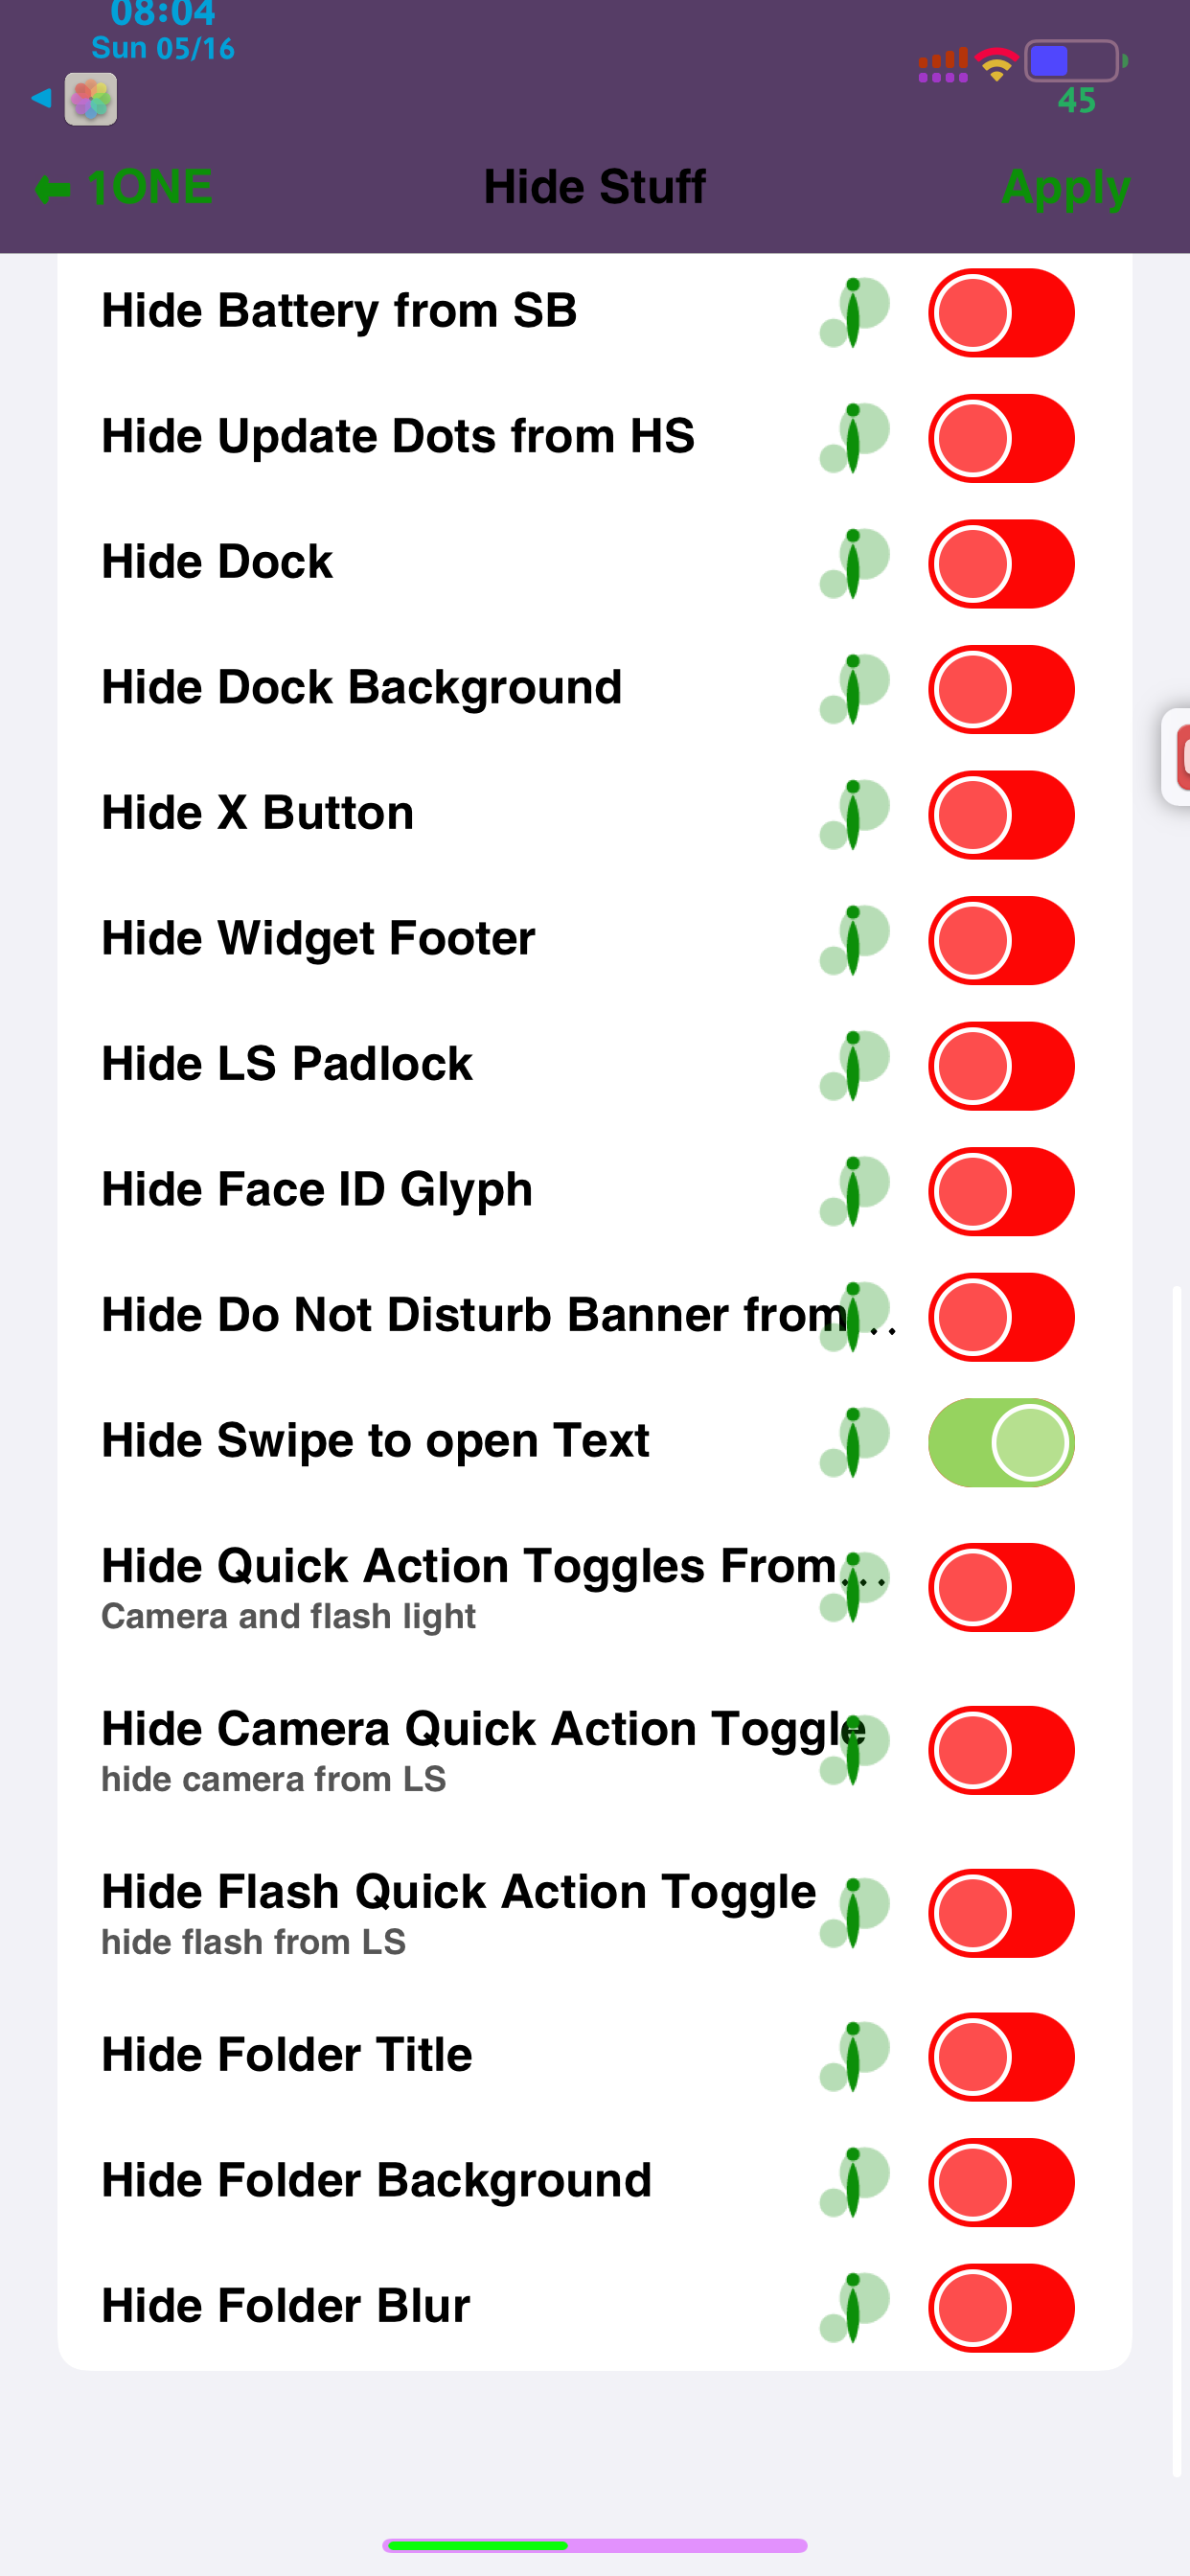 08:04
Sun 05/16
45
1ONE
Hide Stuff
Apply
Hide Battery from SB
Hide Update Dots from HS
Hide Dock
Hide Dock Background
Hide X Button
Hide Widget Footer
Hide LS Padlock
Hide Face ID Glyph
Hide Do Not Disturb Banner from...
Hide Swipe to open Text
Hide Quick Action Toggles From...
Camera and flash light
Hide Camera Quick Action Toggle
hide camera from LS
Hide Flash Quick Action Toggle
hide flash from LS
Hide Folder Title
Hide Folder Background
Hide Folder Blur